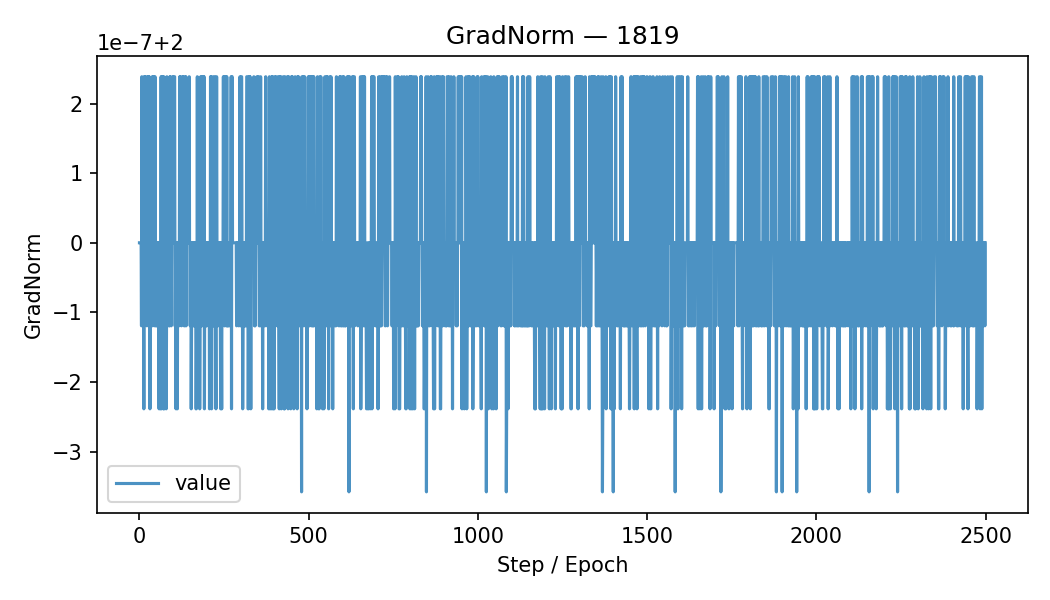 GradNorm — 1819
1e−7+2
2
1
0
−1
−2
−3
GradNorm
value
0 500 1000 1500 2000 2500
Step / Epoch